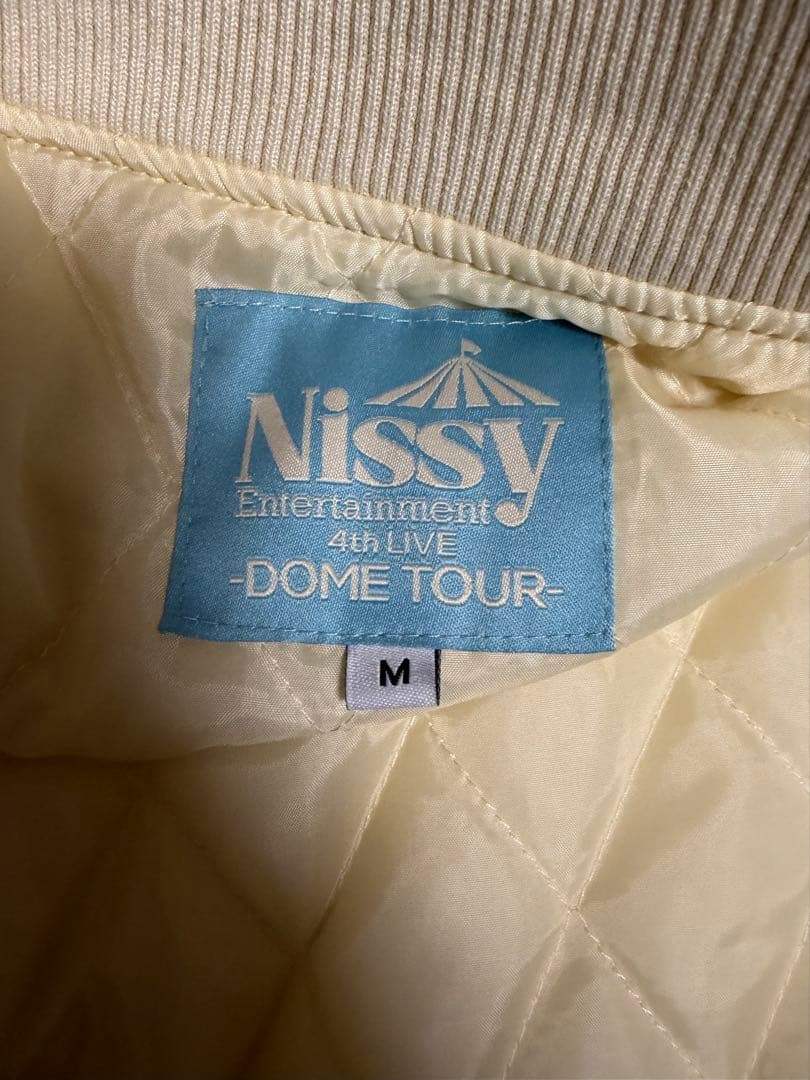 Nissy
Entertainment
4th LIVE
-DOME TOUR-
M